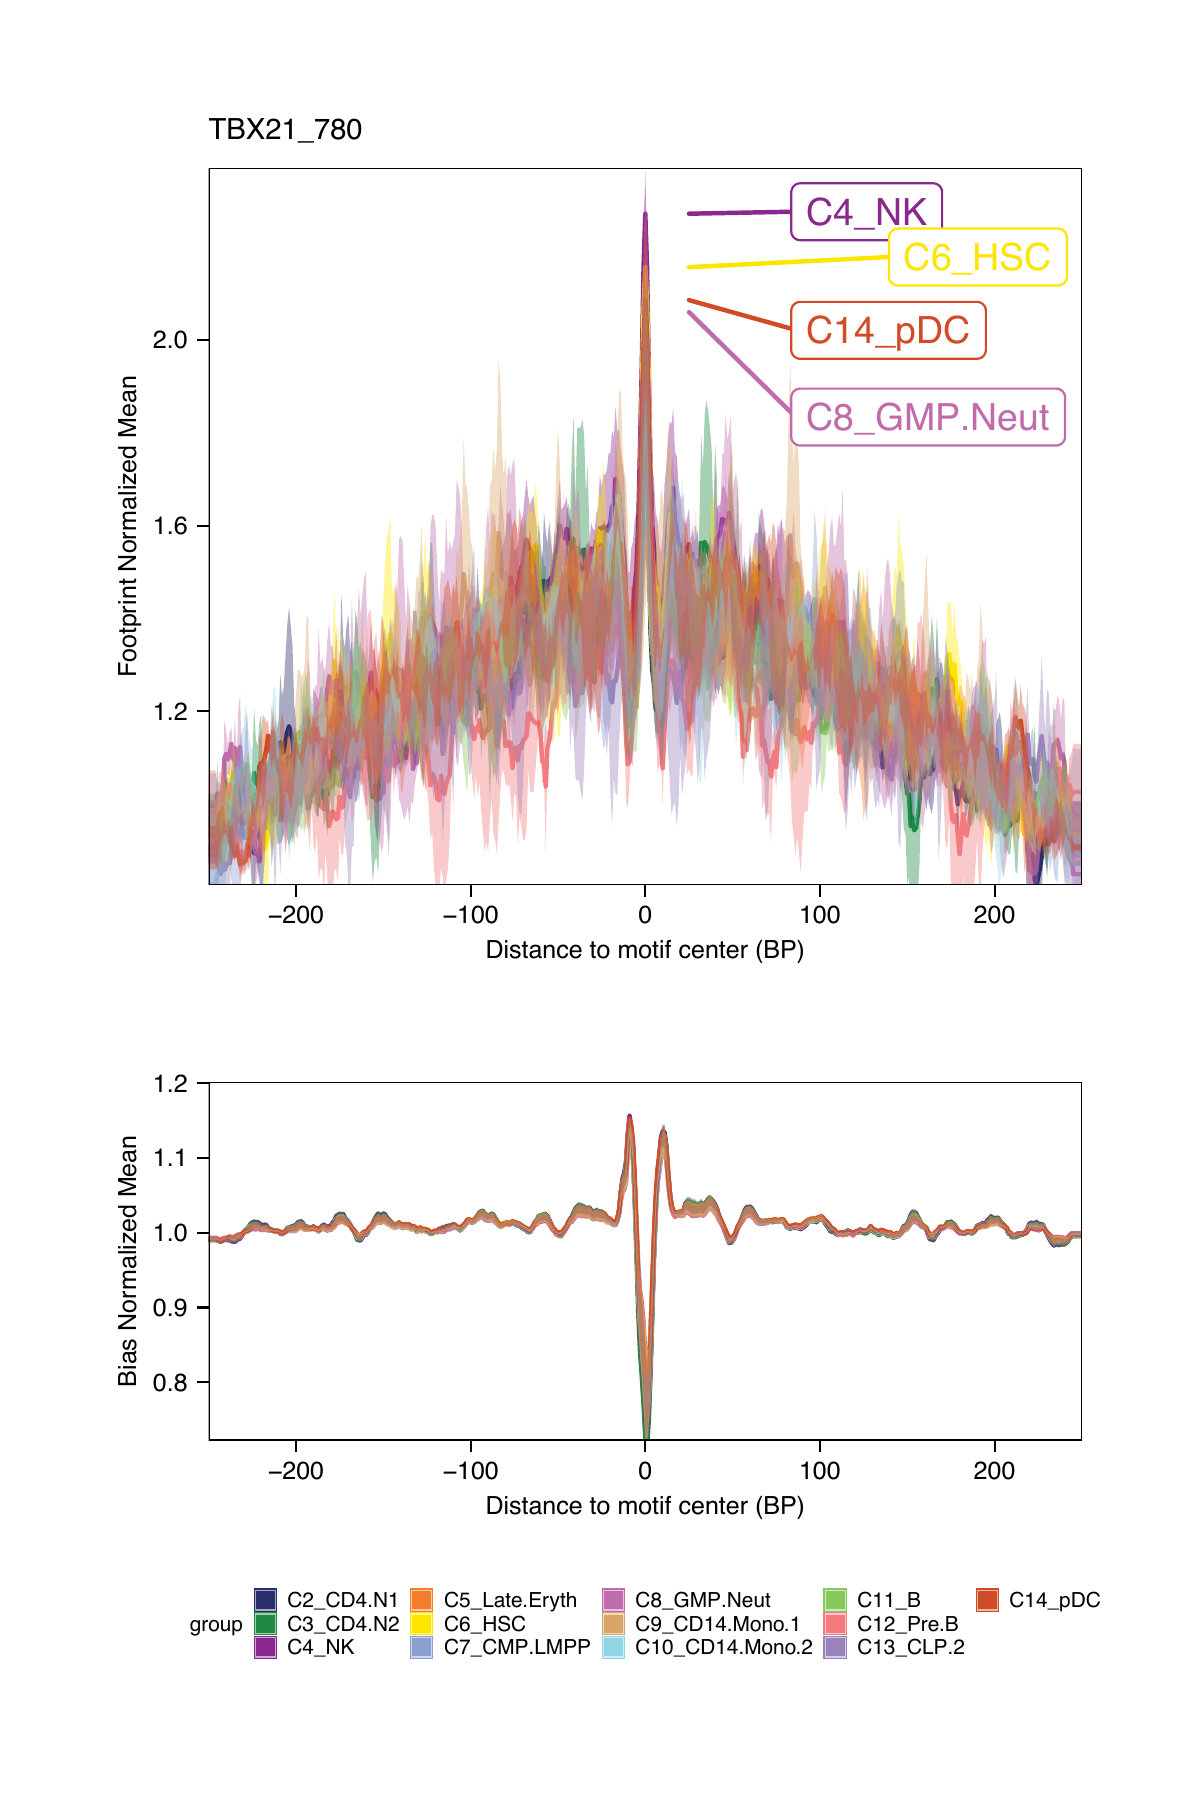 TBX21_780
C4_NK
C6_HSC
C14_pDC
C8_GMP.Neut
2.0
1.6
1.2
Footprint Normalized Mean
−200 −100 0 100 200
Distance to motif center (BP)
1.2
1.1
1.0
0.9
0.8
Bias Normalized Mean
−200 −100 0 100 200
Distance to motif center (BP)
C2_CD4.N1 C5_Late.Eryth C8_GMP.Neut C11_B C14_pDC
group C3_CD4.N2 C6_HSC C9_CD14.Mono.1 C12_Pre.B
C4_NK C7_CMP.LMPP C10_CD14.Mono.2 C13_CLP.2